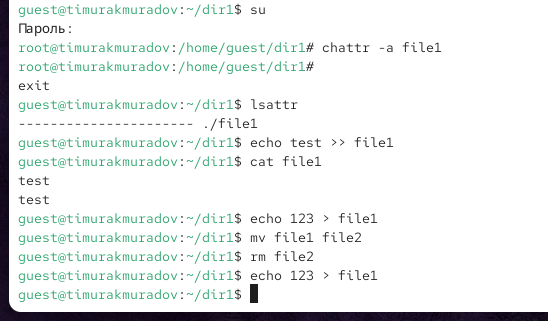 guest@timurakmuradov:~/dir1$ su
Пароль:
root@timurakmuradov:/home/guest/dir1# chattr -a file1
root@timurakmuradov:/home/guest/dir1#
exit
guest@timurakmuradov:~/dir1$ lsattr
---------------------- ./file1
guest@timurakmuradov:~/dir1$ echo test >> file1
guest@timurakmuradov:~/dir1$ cat file1
test
test
guest@timurakmuradov:~/dir1$ echo 123 > file1
guest@timurakmuradov:~/dir1$ mv file1 file2
guest@timurakmuradov:~/dir1$ rm file2
guest@timurakmuradov:~/dir1$ echo 123 > file1
guest@timurakmuradov:~/dir1$